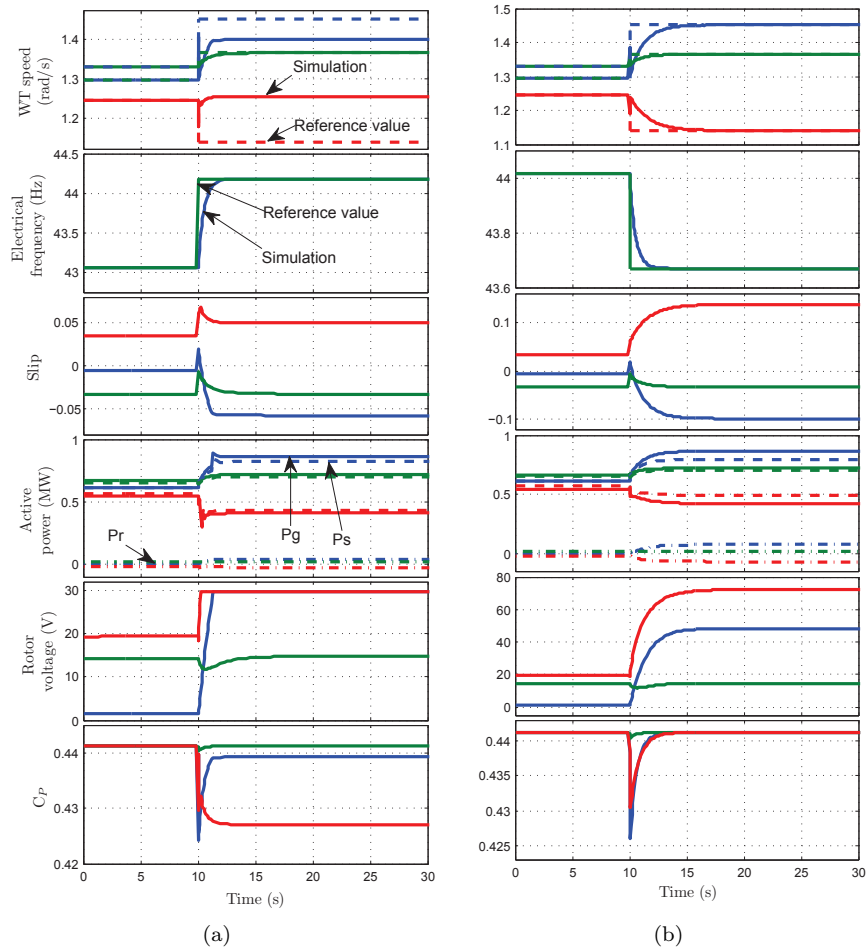 WT speed
(rad/s)
1.4
1.3
1.2
Simulation
Reference value
Electrical
frequency (Hz)
44.5
44
43.5
43
Reference value
Simulation
Slip
0.05
0
−0.05
Active
power (MW)
1
0.5
0
Pr
Pg
Ps
Rotor
voltage (V)
30
20
10
0
C_P
0.44
0.43
0.42
0 5 10 15 20 25 30
Time (s)
(a)
1.5
1.4
1.3
1.2
1.1
44
43.8
43.6
0.1
0
−0.1
1
0.5
0
80
60
40
20
0
0.44
0.435
0.43
0.425
0 5 10 15 20 25 30
Time (s)
(b)